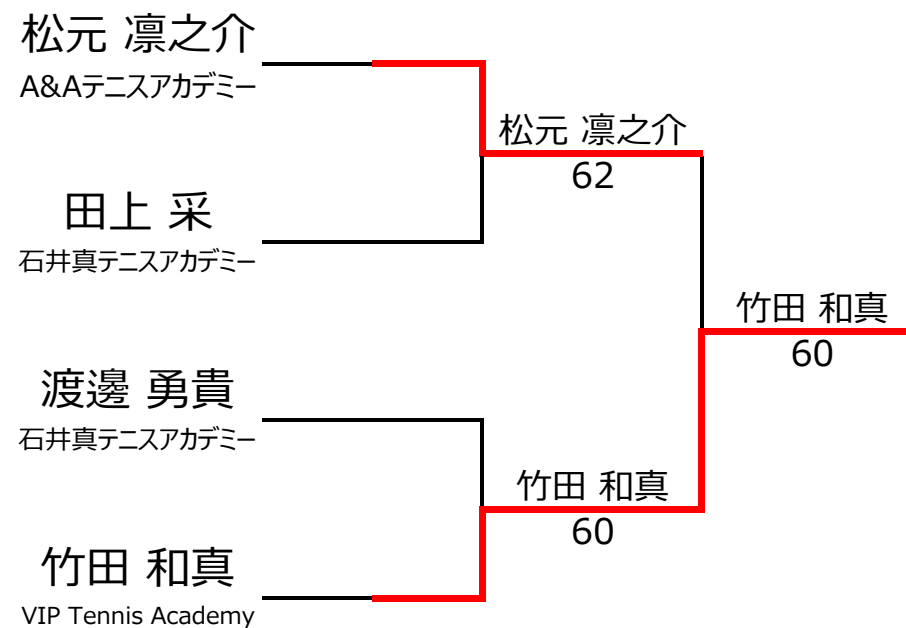 松元 凛之介
A&Aテニスアカデミー
田上 采
石井真テニスアカデミー
渡邊 勇貴
石井真テニスアカデミー
竹田 和真
VIP Tennis Academy
松元 凛之介
62
竹田 和真
60
竹田 和真
60